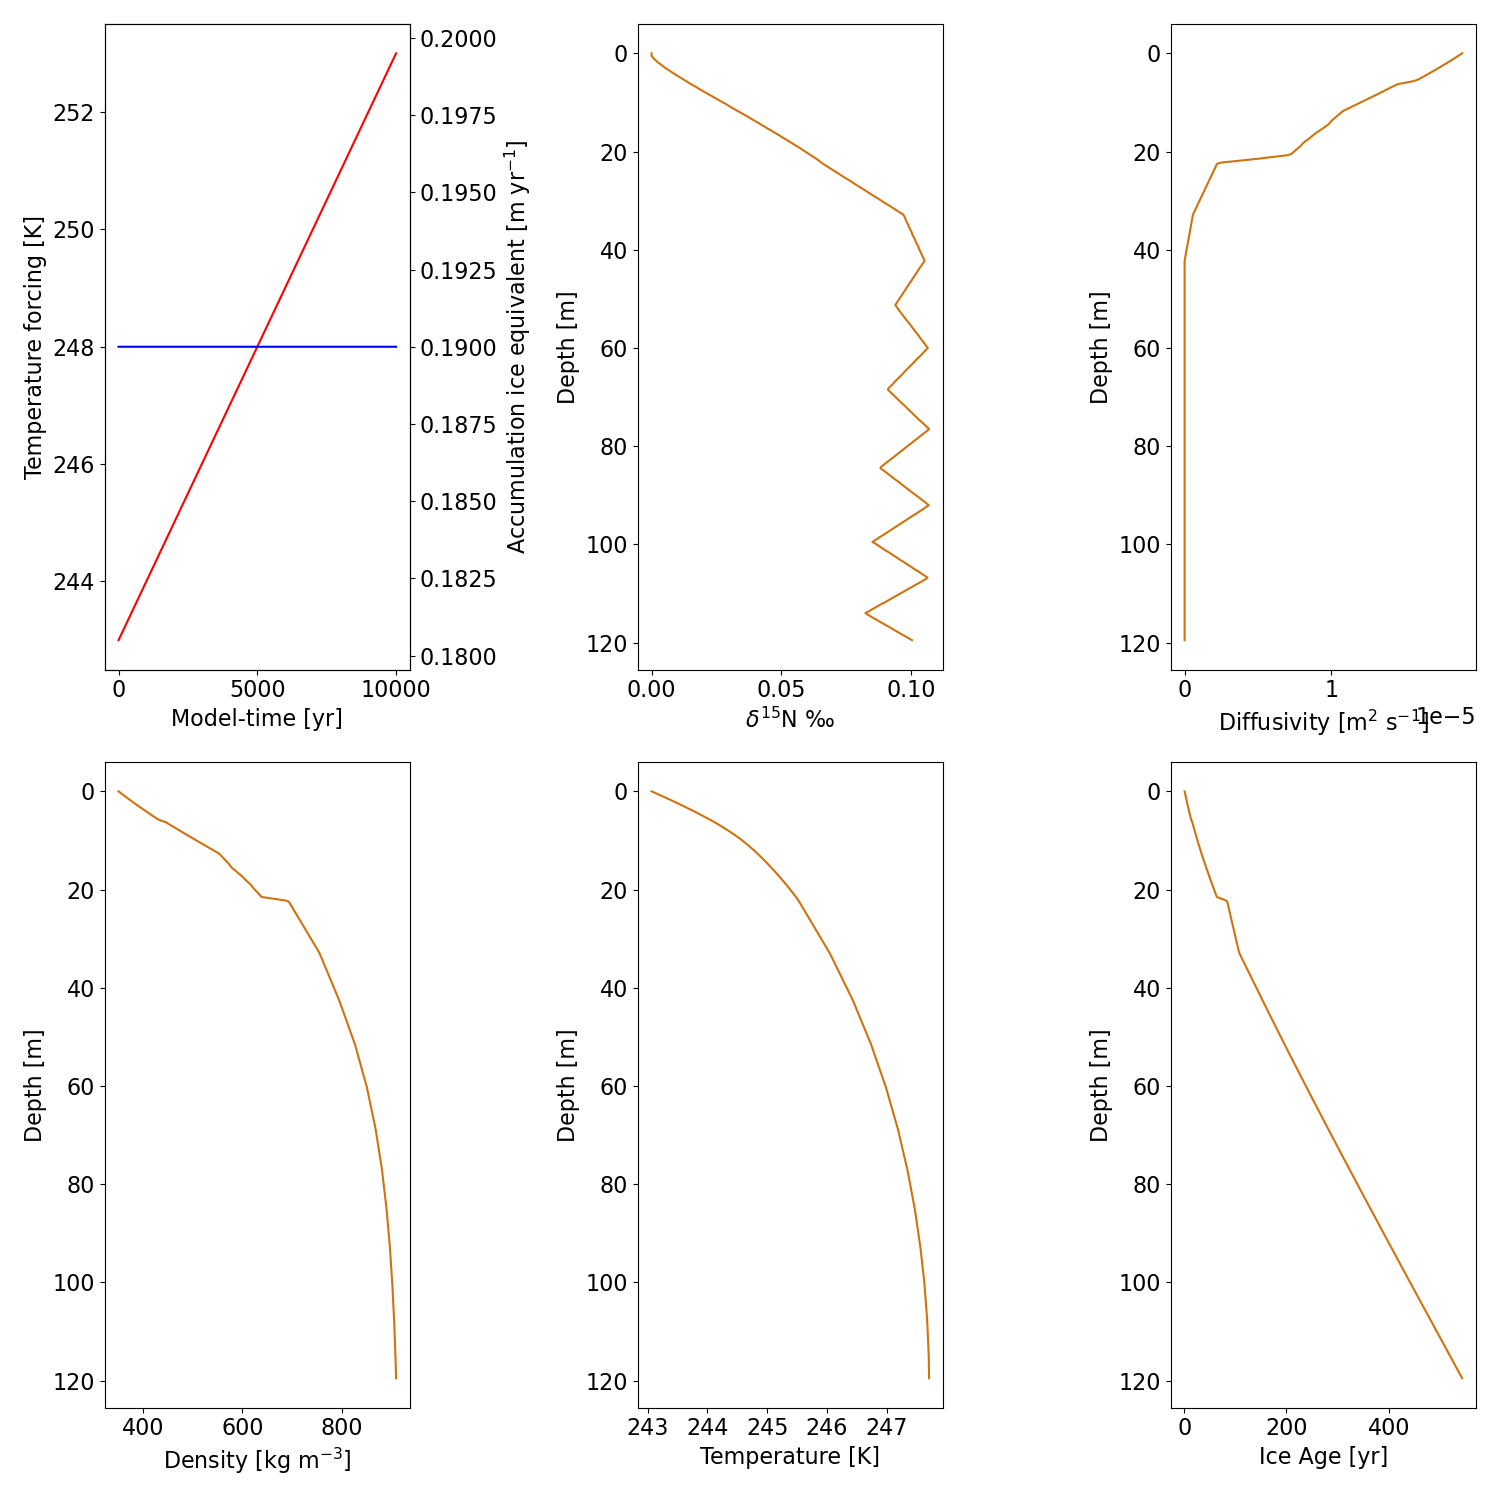 Temperature forcing [K]
252
250
248
246
244
0 5000 10000
Model-time [yr]
0.2000
0.1975
0.1950
0.1925
0.1900
0.1875
0.1850
0.1825
0.1800
Accumulation ice equivalent [m yr⁻¹]
Depth [m]
0
20
40
60
80
100
120
0.00 0.05 0.10
δ¹⁵N ‰
Depth [m]
0
20
40
60
80
100
120
0 1
1e−5
Diffusivity [m² s⁻¹]
Depth [m]
0
20
40
60
80
100
120
400 600 800
Density [kg m⁻³]
Depth [m]
0
20
40
60
80
100
120
243 244 245 246 247
Temperature [K]
Depth [m]
0
20
40
60
80
100
120
0 200 400
Ice Age [yr]